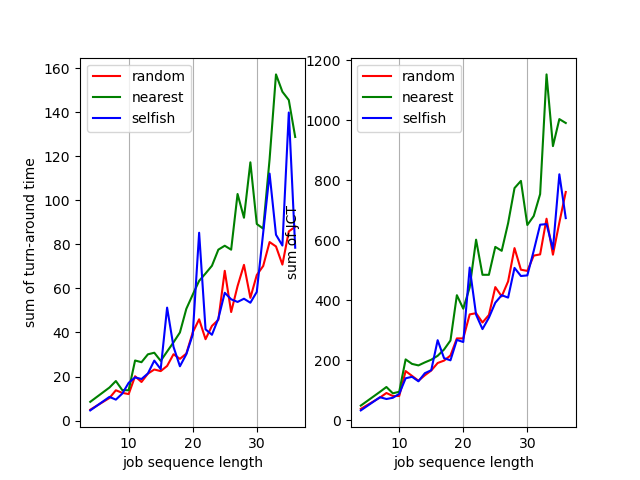 random
nearest
selfish
160
140
120
100
80
60
40
20
0
sum of turn-around time
10
20
30
job sequence length
random
nearest
selfish
1200
1000
800
600
400
200
0
sum of JCT
10
20
30
job sequence length